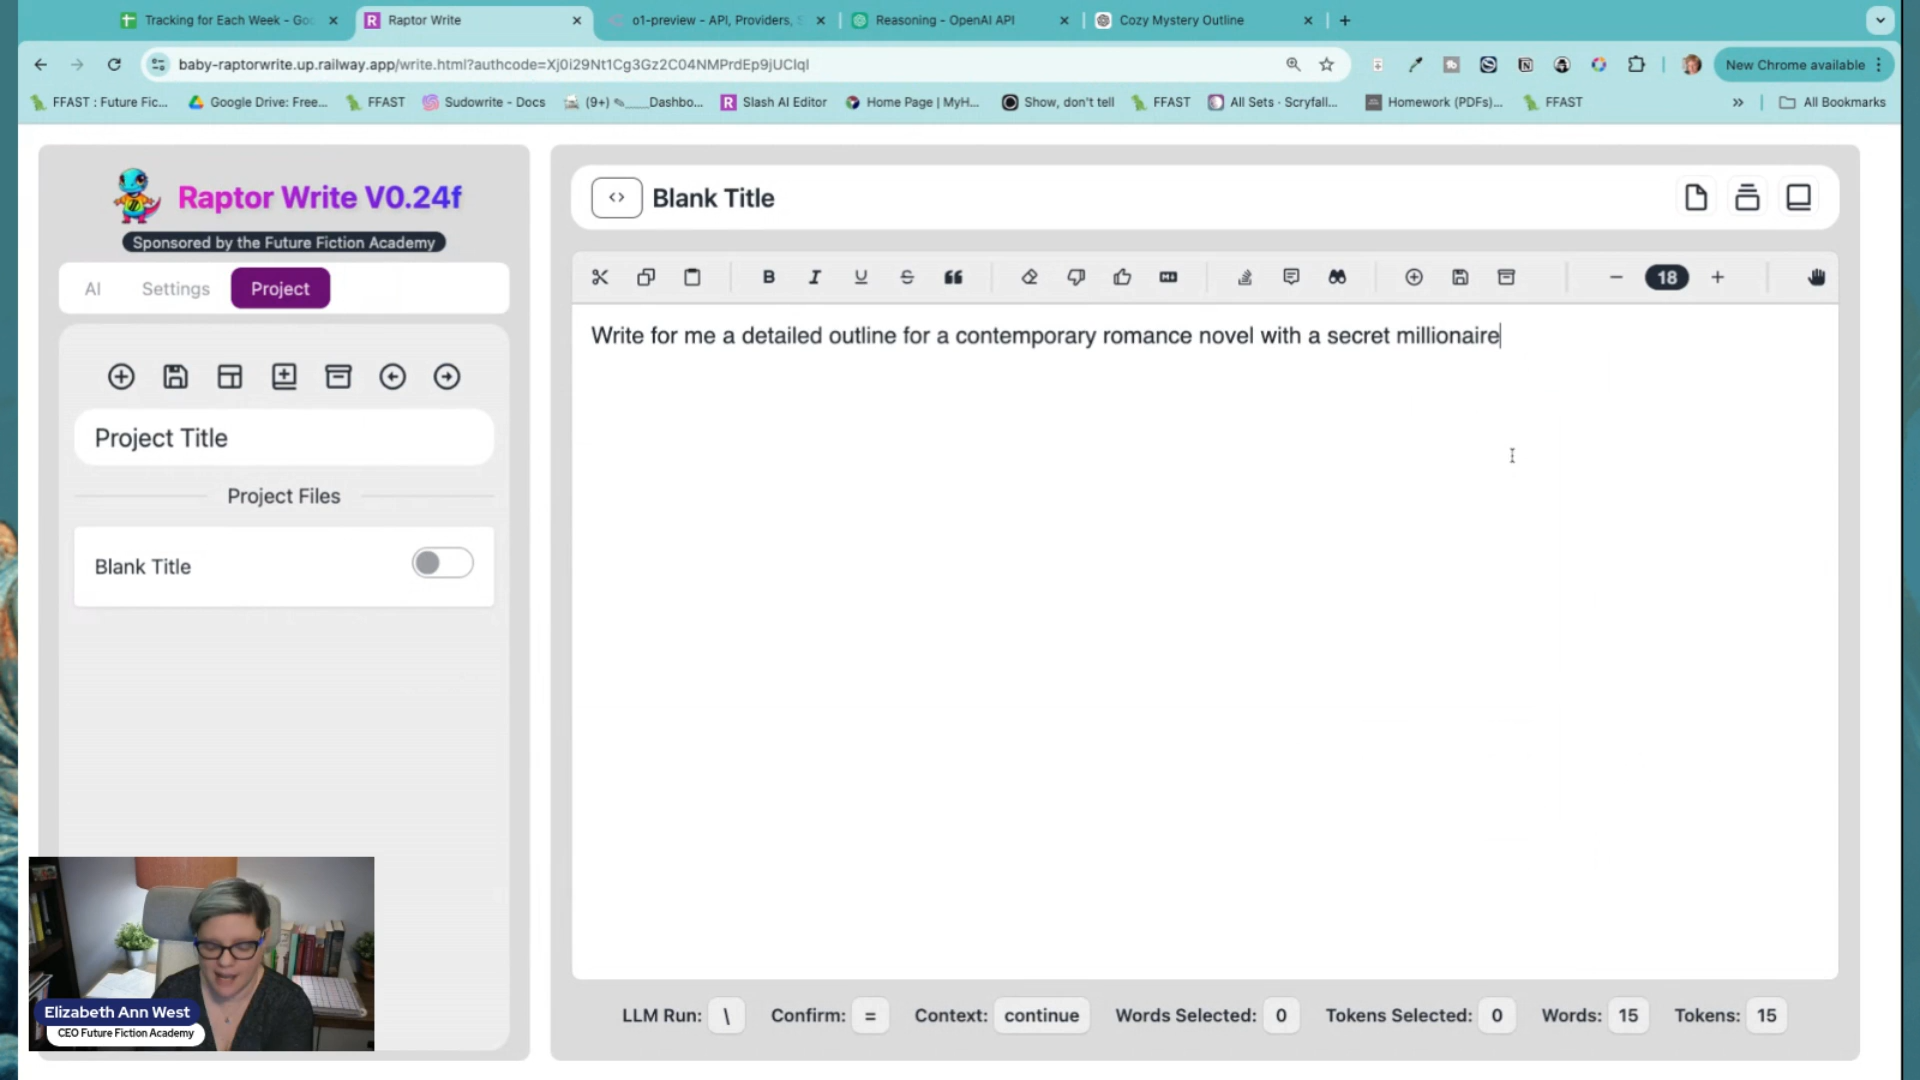 Tracking for Each Week - Goo
Raptor Write
o1-preview - API, Providers, S
Reasoning - OpenAI API
Cozy Mystery Outline
baby-raptorwrite.up.railway.app/write.html?authcode=Xj0i29Nt1Cg3Gz2C04NMPrdEp9jUCIqI
New Chrome available
FFAST : Future Fic...
Google Drive: Free...
FFAST
Sudowrite - Docs
(9+) ✎____Dashbo...
Slash AI Editor
Home Page | MyH...
Show, don't tell
FFAST
All Sets · Scryfall...
Homework (PDFs)...
FFAST
All Bookmarks
Raptor Write V0.24f
Sponsored by the Future Fiction Academy
AI
Settings
Project
Project Title
Project Files
Blank Title
Blank Title
18
Write for me a detailed outline for a contemporary romance novel with a secret millionaire
Elizabeth Ann West
CEO Future Fiction Academy
LLM Run: \
Confirm: =
Context: continue
Words Selected: 0
Tokens Selected: 0
Words: 15
Tokens: 15